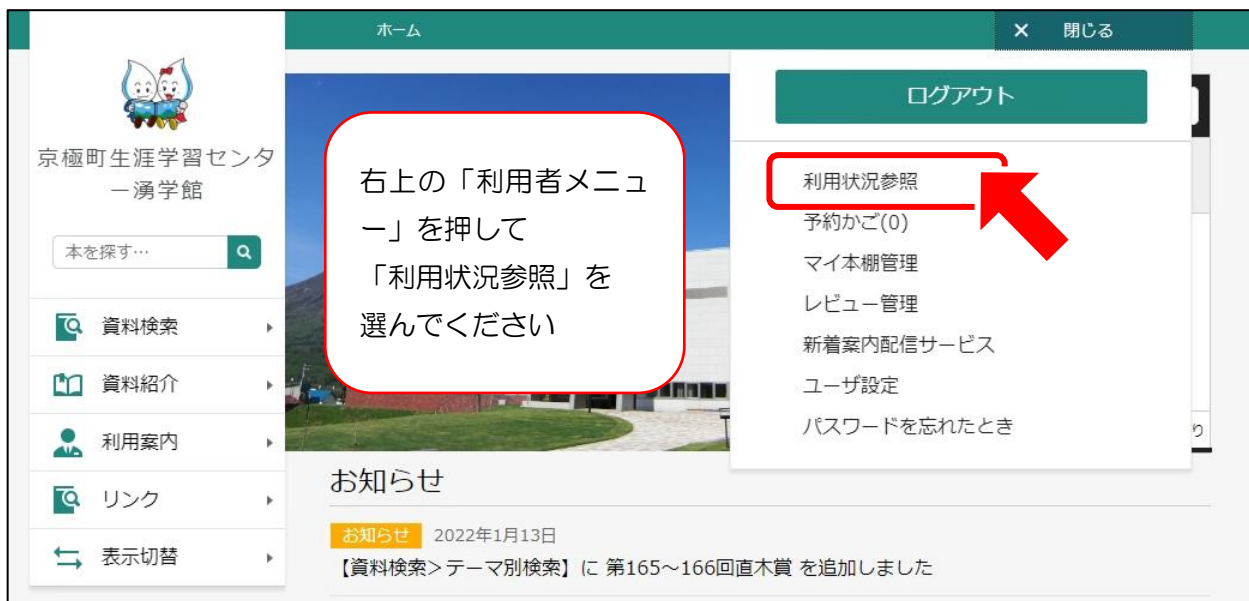 ホーム
× 閉じる
京極町生涯学習センタ
ー湧学館
本を探す…
資料検索
資料紹介
利用案内
リンク
表示切替
右上の「利用者メニュ
ー」を押して
「利用状況参照」を
選んでください
ログアウト
利用状況参照
予約かご(0)
マイ本棚管理
レビュー管理
新着案内配信サービス
ユーザ設定
パスワードを忘れたとき
り
お知らせ
お知らせ 2022年1月13日
【資料検索>テーマ別検索】に 第165～166回直木賞 を追加しました